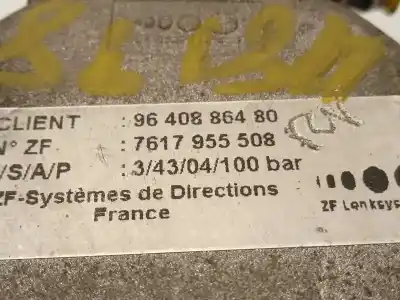 CLIENT : 96 408 864 80
N° ZF : 7617 955 508
/S/A/P : 3/43/04/100 bar
ZF-Systèmes de Directions
France
ZF Lenksys